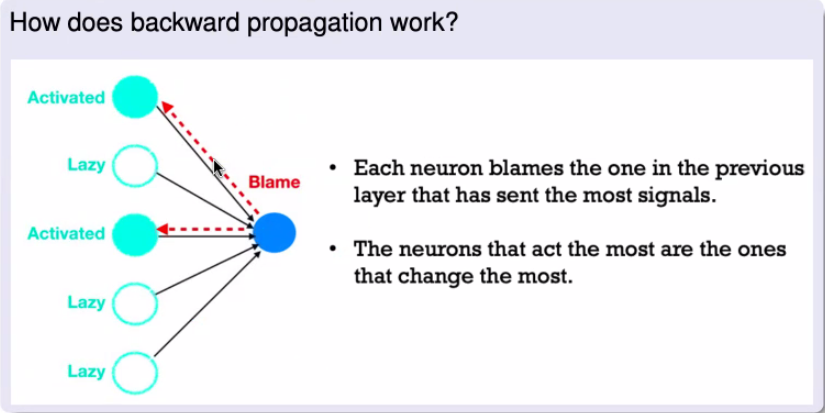 How does backward propagation work?
Activated
Lazy
Blame
Activated
Lazy
Lazy
• Each neuron blames the one in the previous
layer that has sent the most signals.
• The neurons that act the most are the ones
that change the most.